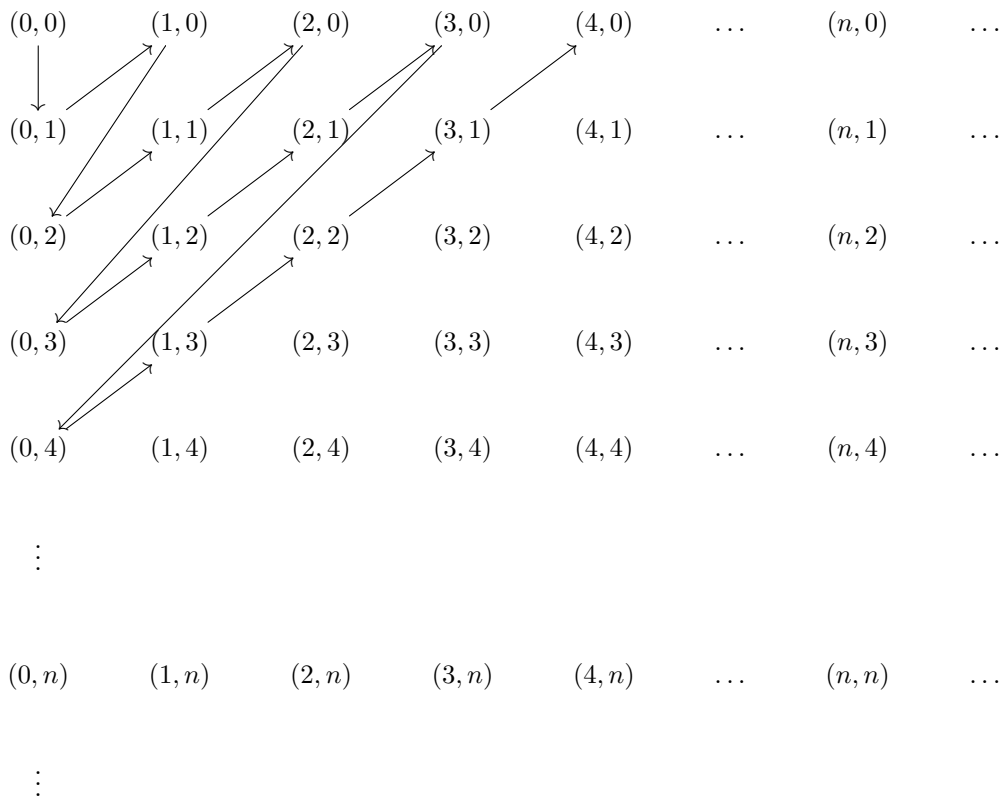 (0, 0) (1, 0) (2, 0) (3, 0) (4, 0) … (n, 0) …
(0, 1) (1, 1) (2, 1) (3, 1) (4, 1) … (n, 1) …
(0, 2) (1, 2) (2, 2) (3, 2) (4, 2) … (n, 2) …
(0, 3) (1, 3) (2, 3) (3, 3) (4, 3) … (n, 3) …
(0, 4) (1, 4) (2, 4) (3, 4) (4, 4) … (n, 4) …
⋮
(0, n) (1, n) (2, n) (3, n) (4, n) … (n, n) …
⋮